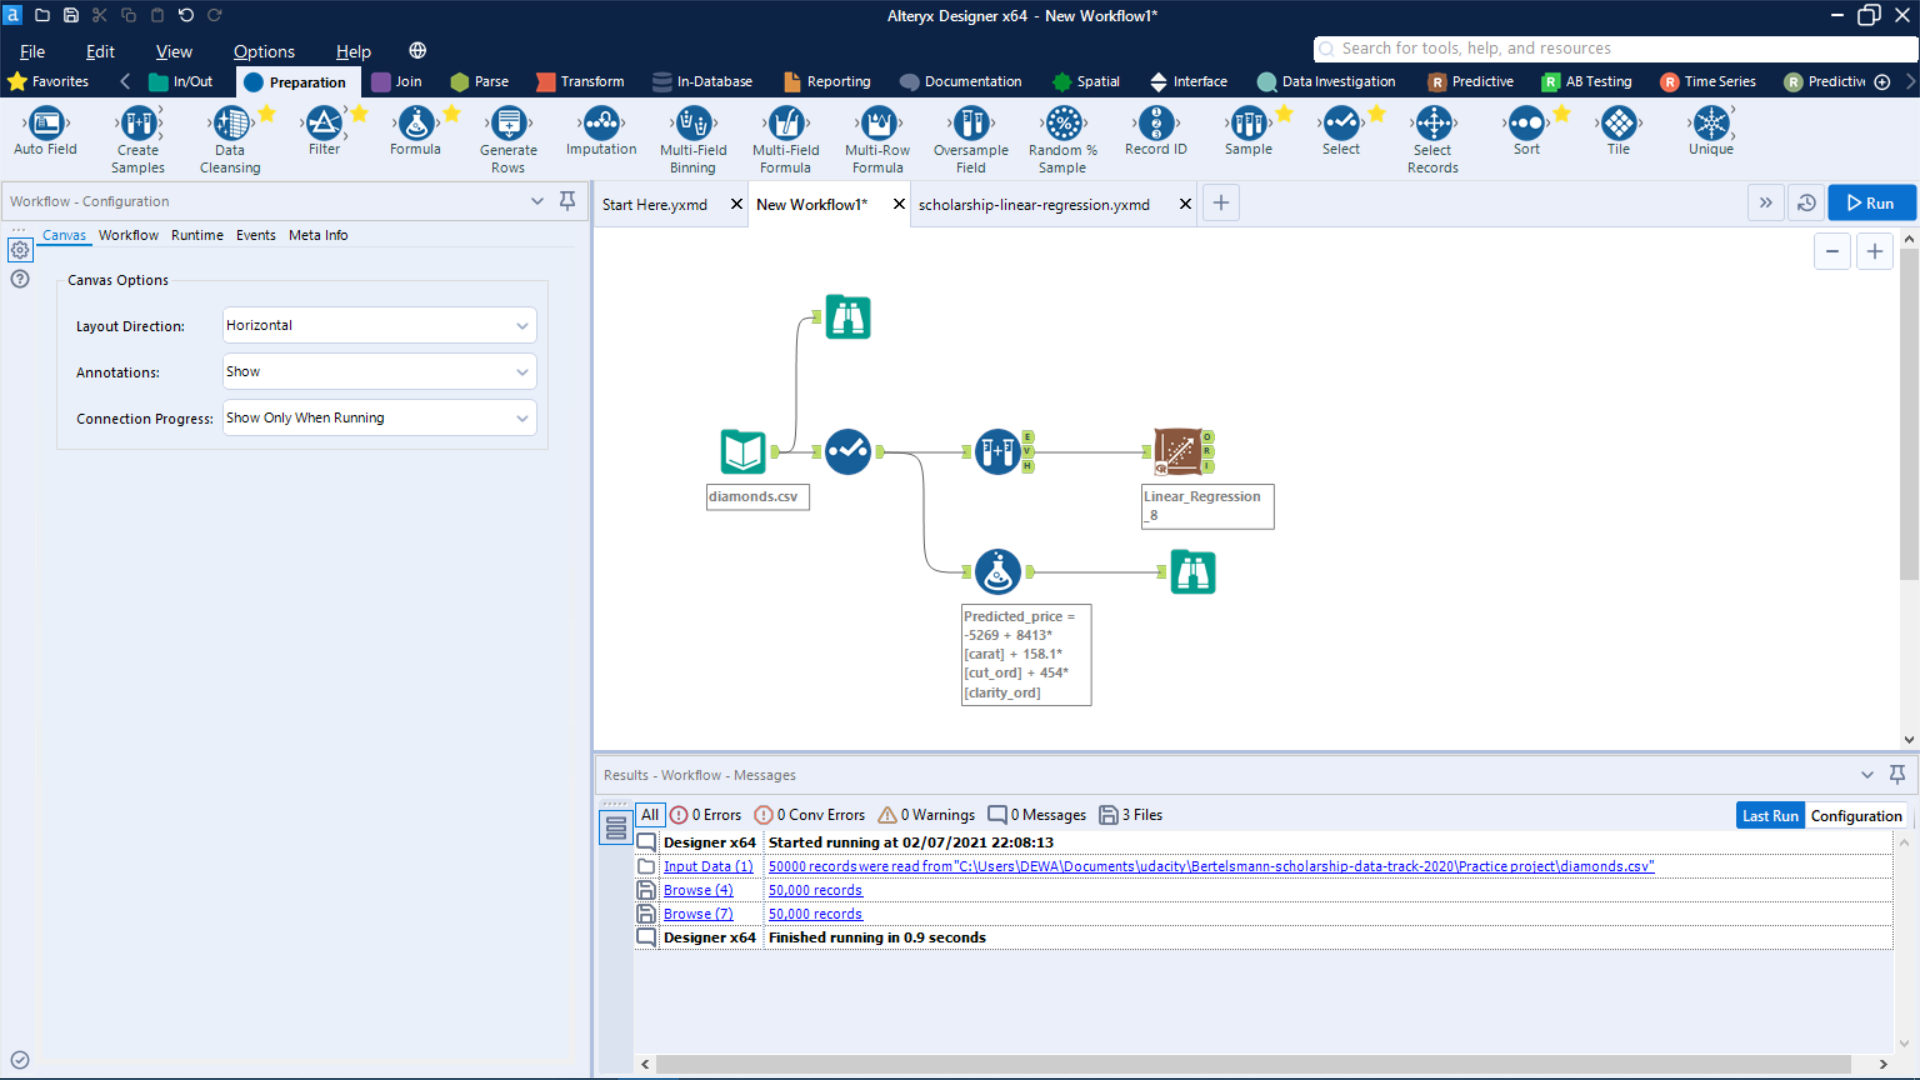 a
Alteryx Designer x64 - New Workflow1*
File Edit View Options Help
Search for tools, help, and resources
Favorites In/Out Preparation Join Parse Transform In-Database Reporting Documentation Spatial Interface Data Investigation R Predictive R AB Testing R Time Series R Predictiv
Auto Field
Create Samples
Data Cleansing
Filter
Formula
Generate Rows
Imputation
Multi-Field Binning
Multi-Field Formula
Multi-Row Formula
Oversample Field
Random % Sample
Record ID
Sample
Select
Select Records
Sort
Tile
Unique
Workflow - Configuration
Canvas Workflow Runtime Events Meta Info
Canvas Options
Layout Direction: Horizontal
Annotations: Show
Connection Progress: Show Only When Running
Start Here.yxmd New Workflow1* scholarship-linear-regression.yxmd
Run
E
V
H
O
R
I
diamonds.csv
Linear_Regression
_8
Predicted_price =
-5269 + 8413*
[carat] + 158.1*
[cut_ord] + 454*
[clarity_ord]
Results - Workflow - Messages
All 0 Errors 0 Conv Errors 0 Warnings 0 Messages 3 Files Last Run Configuration
Designer x64 Started running at 02/07/2021 22:08:13
Input Data (1) 50000 records were read from "C:\Users\DEWA\Documents\udacity\Bertelsmann-scholarship-data-track-2020\Practice project\diamonds.csv"
Browse (4) 50,000 records
Browse (7) 50,000 records
Designer x64 Finished running in 0.9 seconds